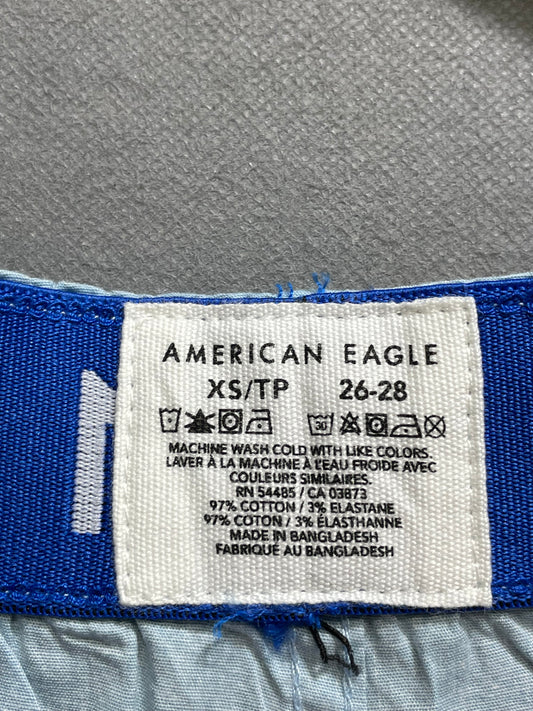 AMERICAN EAGLE
XS/TP 26-28
30
MACHINE WASH COLD WITH LIKE COLORS.
LAVER À LA MACHINE À L'EAU FROIDE AVEC
COULEURS SIMILAIRES.
RN 54485 / CA 03873
97% COTTON / 3% ELASTANE
97% COTON / 3% ÉLASTHANNE
MADE IN BANGLADESH
FABRIQUÉ AU BANGLADESH